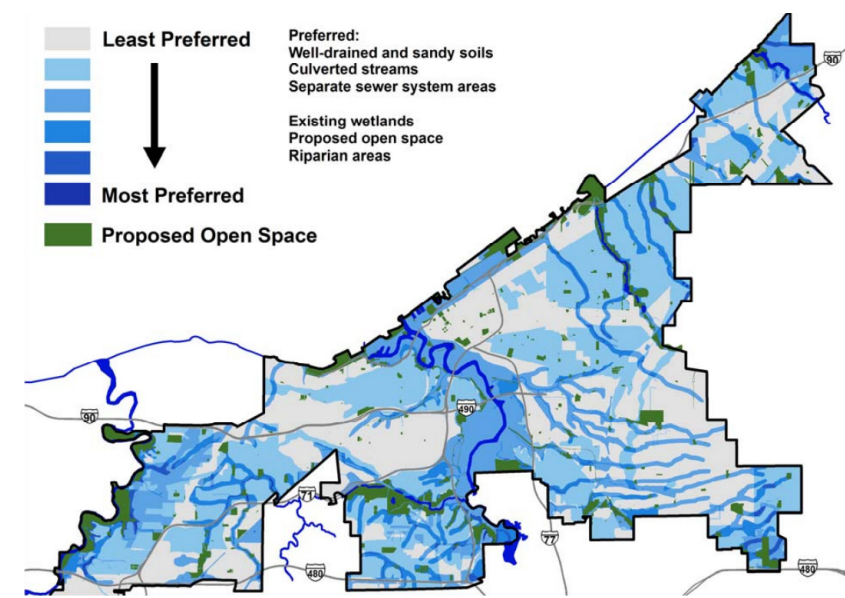 Least Preferred
Most Preferred
Proposed Open Space
Preferred:
Well-drained and sandy soils
Culverted streams
Separate sewer system areas
Existing wetlands
Proposed open space
Riparian areas
90
90
490
71
77
480
480